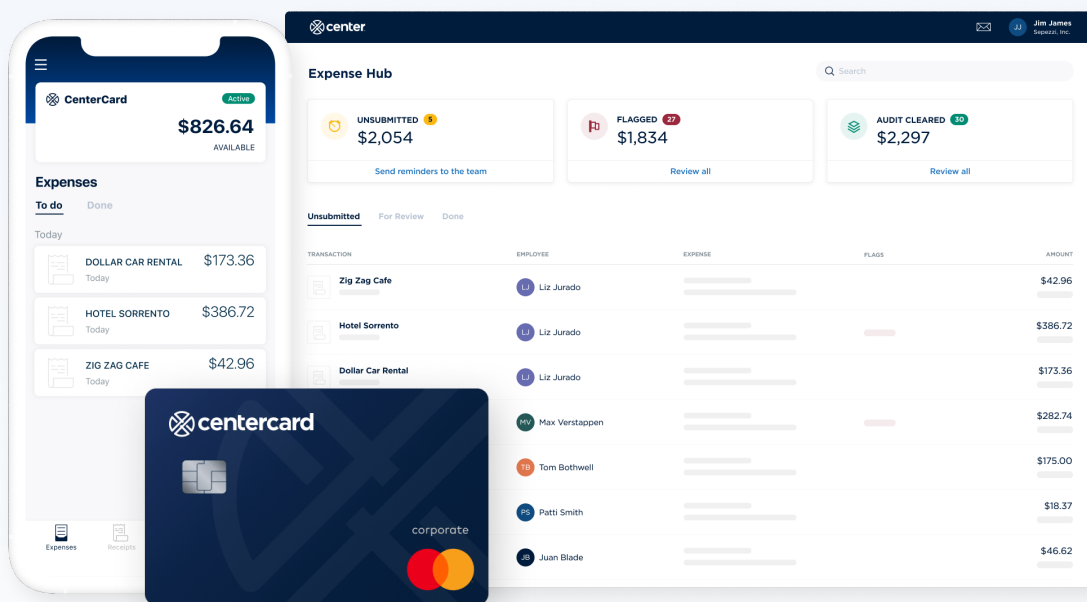 CenterCard
Active
$826.64
AVAILABLE
Expenses
To do Done
Today
DOLLAR CAR RENTAL $173.36
Today
HOTEL SORRENTO $386.72
Today
ZIG ZAG CAFE $42.96
Today
Expenses Receipts
centercard
corporate
center
JJ
Jim James
Sepezzi, Inc.
Expense Hub
Search
UNSUBMITTED 5
$2,054
Send reminders to the team
FLAGGED 27
$1,834
Review all
AUDIT CLEARED 30
$2,297
Review all
Unsubmitted For Review Done
TRANSACTION EMPLOYEE EXPENSE FLAGS AMOUNT
Zig Zag Cafe LJ Liz Jurado $42.96
Hotel Sorrento LJ Liz Jurado $386.72
Dollar Car Rental LJ Liz Jurado $173.36
MV Max Verstappen $282.74
TB Tom Bothwell $175.00
PS Patti Smith $18.37
JB Juan Blade $46.62